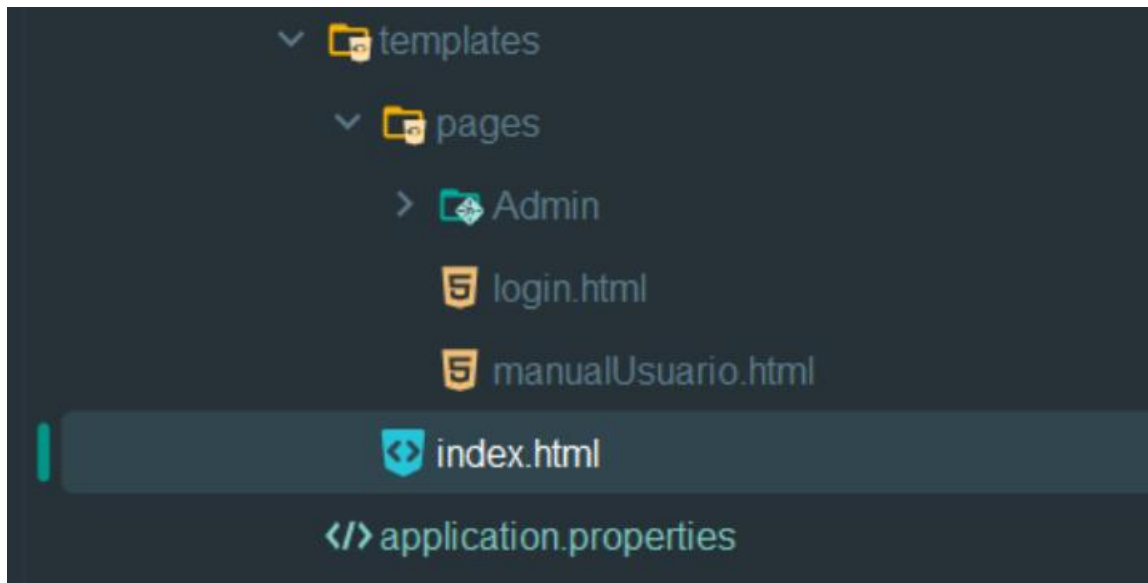 templates
pages
Admin
login.html
manualUsuario.html
index.html
application.properties